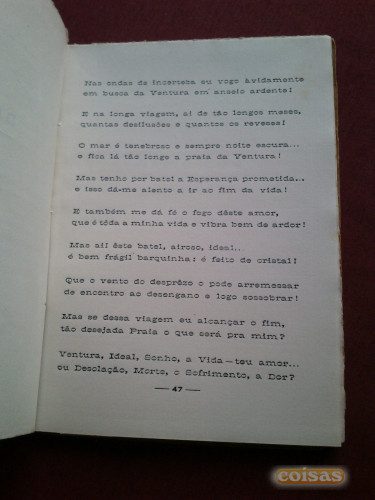 Nas ondas de incerteza eu vogo àvidamente
em busca da Ventura em anseio ardente!
E na longa viagem, ai de tão longos meses,
quantas desilusões e quantos os reveses!
O mar é tenebroso e sempre noite escura...
e fica lá tão longe a praia da Ventura!
Mas tenho por batel a Esperança prometida...
e isso dá-me alento a ir ao fim da vida!
E também me dá fé o fogo dêste amor,
que é tôda a minha vida e vibra bem de ardor!
Mas ai! êste batel, airoso, ideal..
é bem frágil barquinha: é feito de cristal!
Que o vento do desprêzo o pode arremessar
de encontro ao desengano e logo sossobrar!
Mas se dessa viagem eu alcançar o fim,
tão desejada Praia o que será pra mim?
Ventura, Ideal, Sonho, a Vida — teu amor...
ou Desolação, Morte, o Sofrimento, a Dor?
— 47 —
coisas